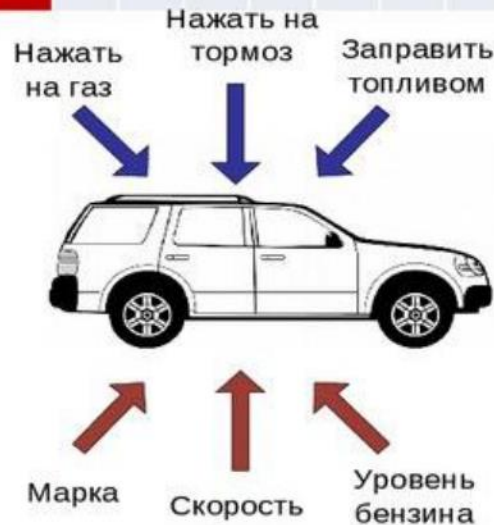 Нажать
на газ
Нажать на
тормоз
Заправить
топливом
Марка
Скорость
Уровень
бензина